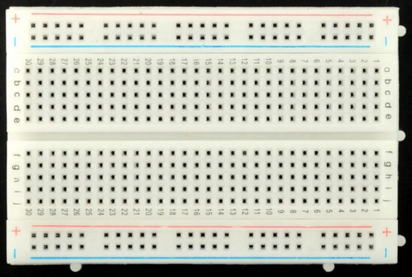 + +
- -
30 29 28 27 26 25 24 23 22 21 20 19 18 17 16 15 14 13 12 11 10 9 8 7 6 5 4 3 2 1
a a
b b
c c
d d
e e
f f
g g
h h
i i
j j
30 29 28 27 26 25 24 23 22 21 20 19 18 17 16 15 14 13 12 11 10 9 8 7 6 5 4 3 2 1
+ +
- -